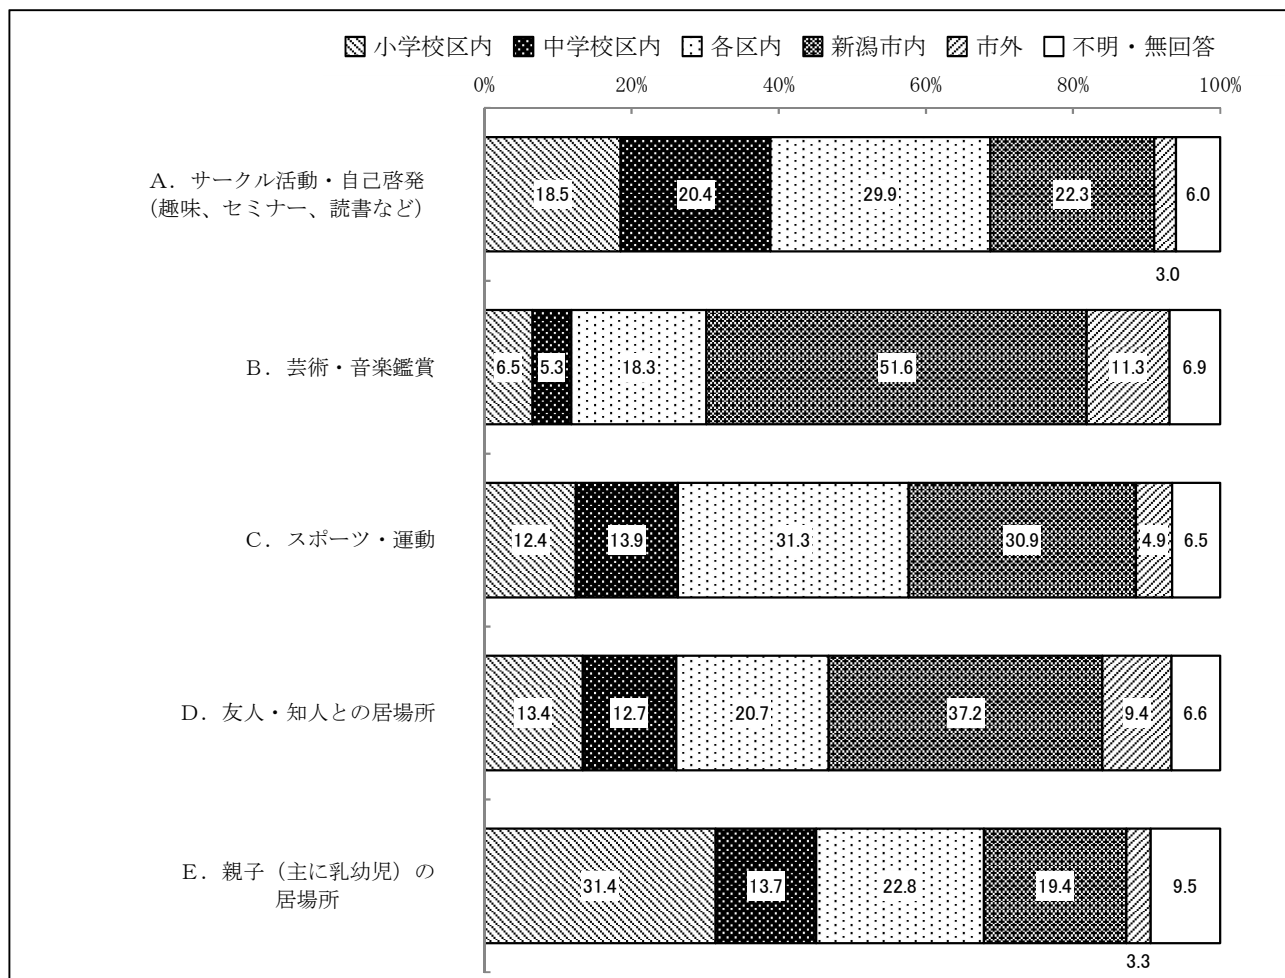 小学校区内 中学校区内 各区内 新潟市内 市外 不明・無回答
0% 20% 40% 60% 80% 100%
A.サークル活動・自己啓発
(趣味、セミナー、読書など)
18.5 20.4 29.9 22.3 6.0
3.0
B.芸術・音楽鑑賞
6.5 5.3 18.3 51.6 11.3 6.9
C.スポーツ・運動
12.4 13.9 31.3 30.9 4.9 6.5
D.友人・知人との居場所
13.4 12.7 20.7 37.2 9.4 6.6
E.親子(主に乳幼児)の
居場所
31.4 13.7 22.8 19.4 9.5
3.3